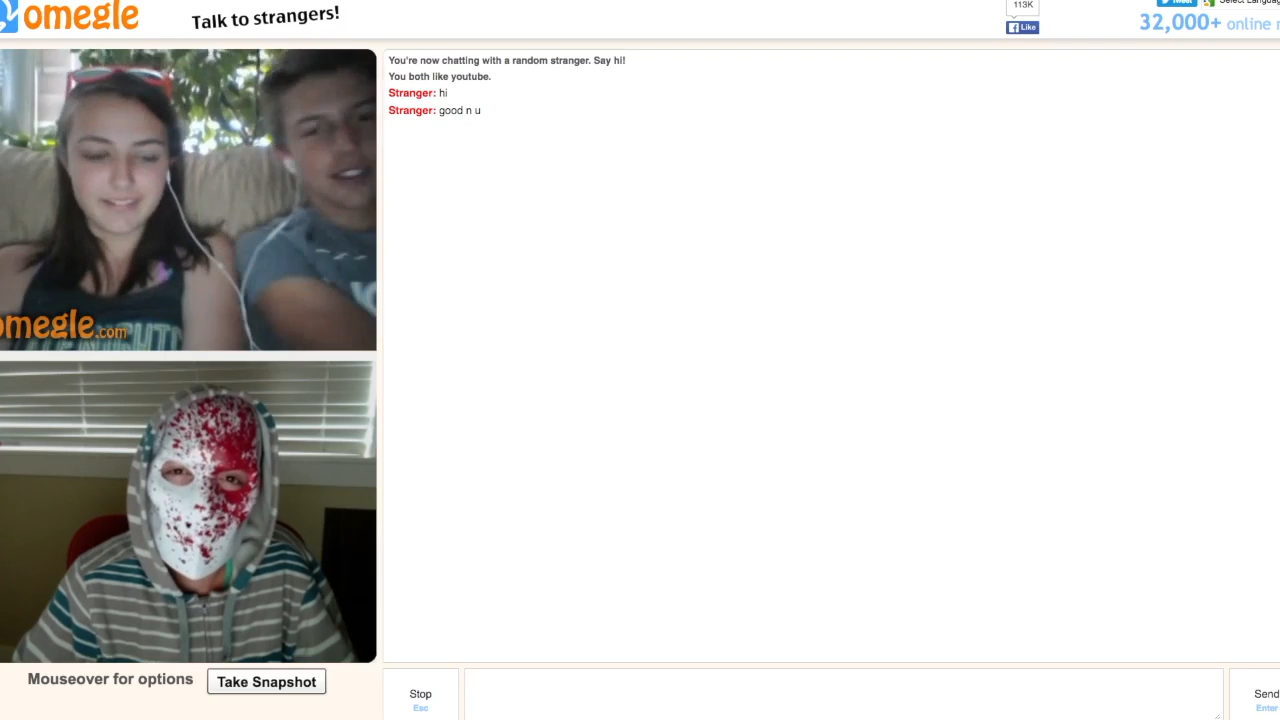 omegle
Talk to strangers!
113K
Tweet
Like
32,000+ online
You're now chatting with a random stranger. Say hi!
You both like youtube.
Stranger: hi
Stranger: good n u
omegle.com
Mouseover for options
Take Snapshot
Stop
Esc
Send
Enter